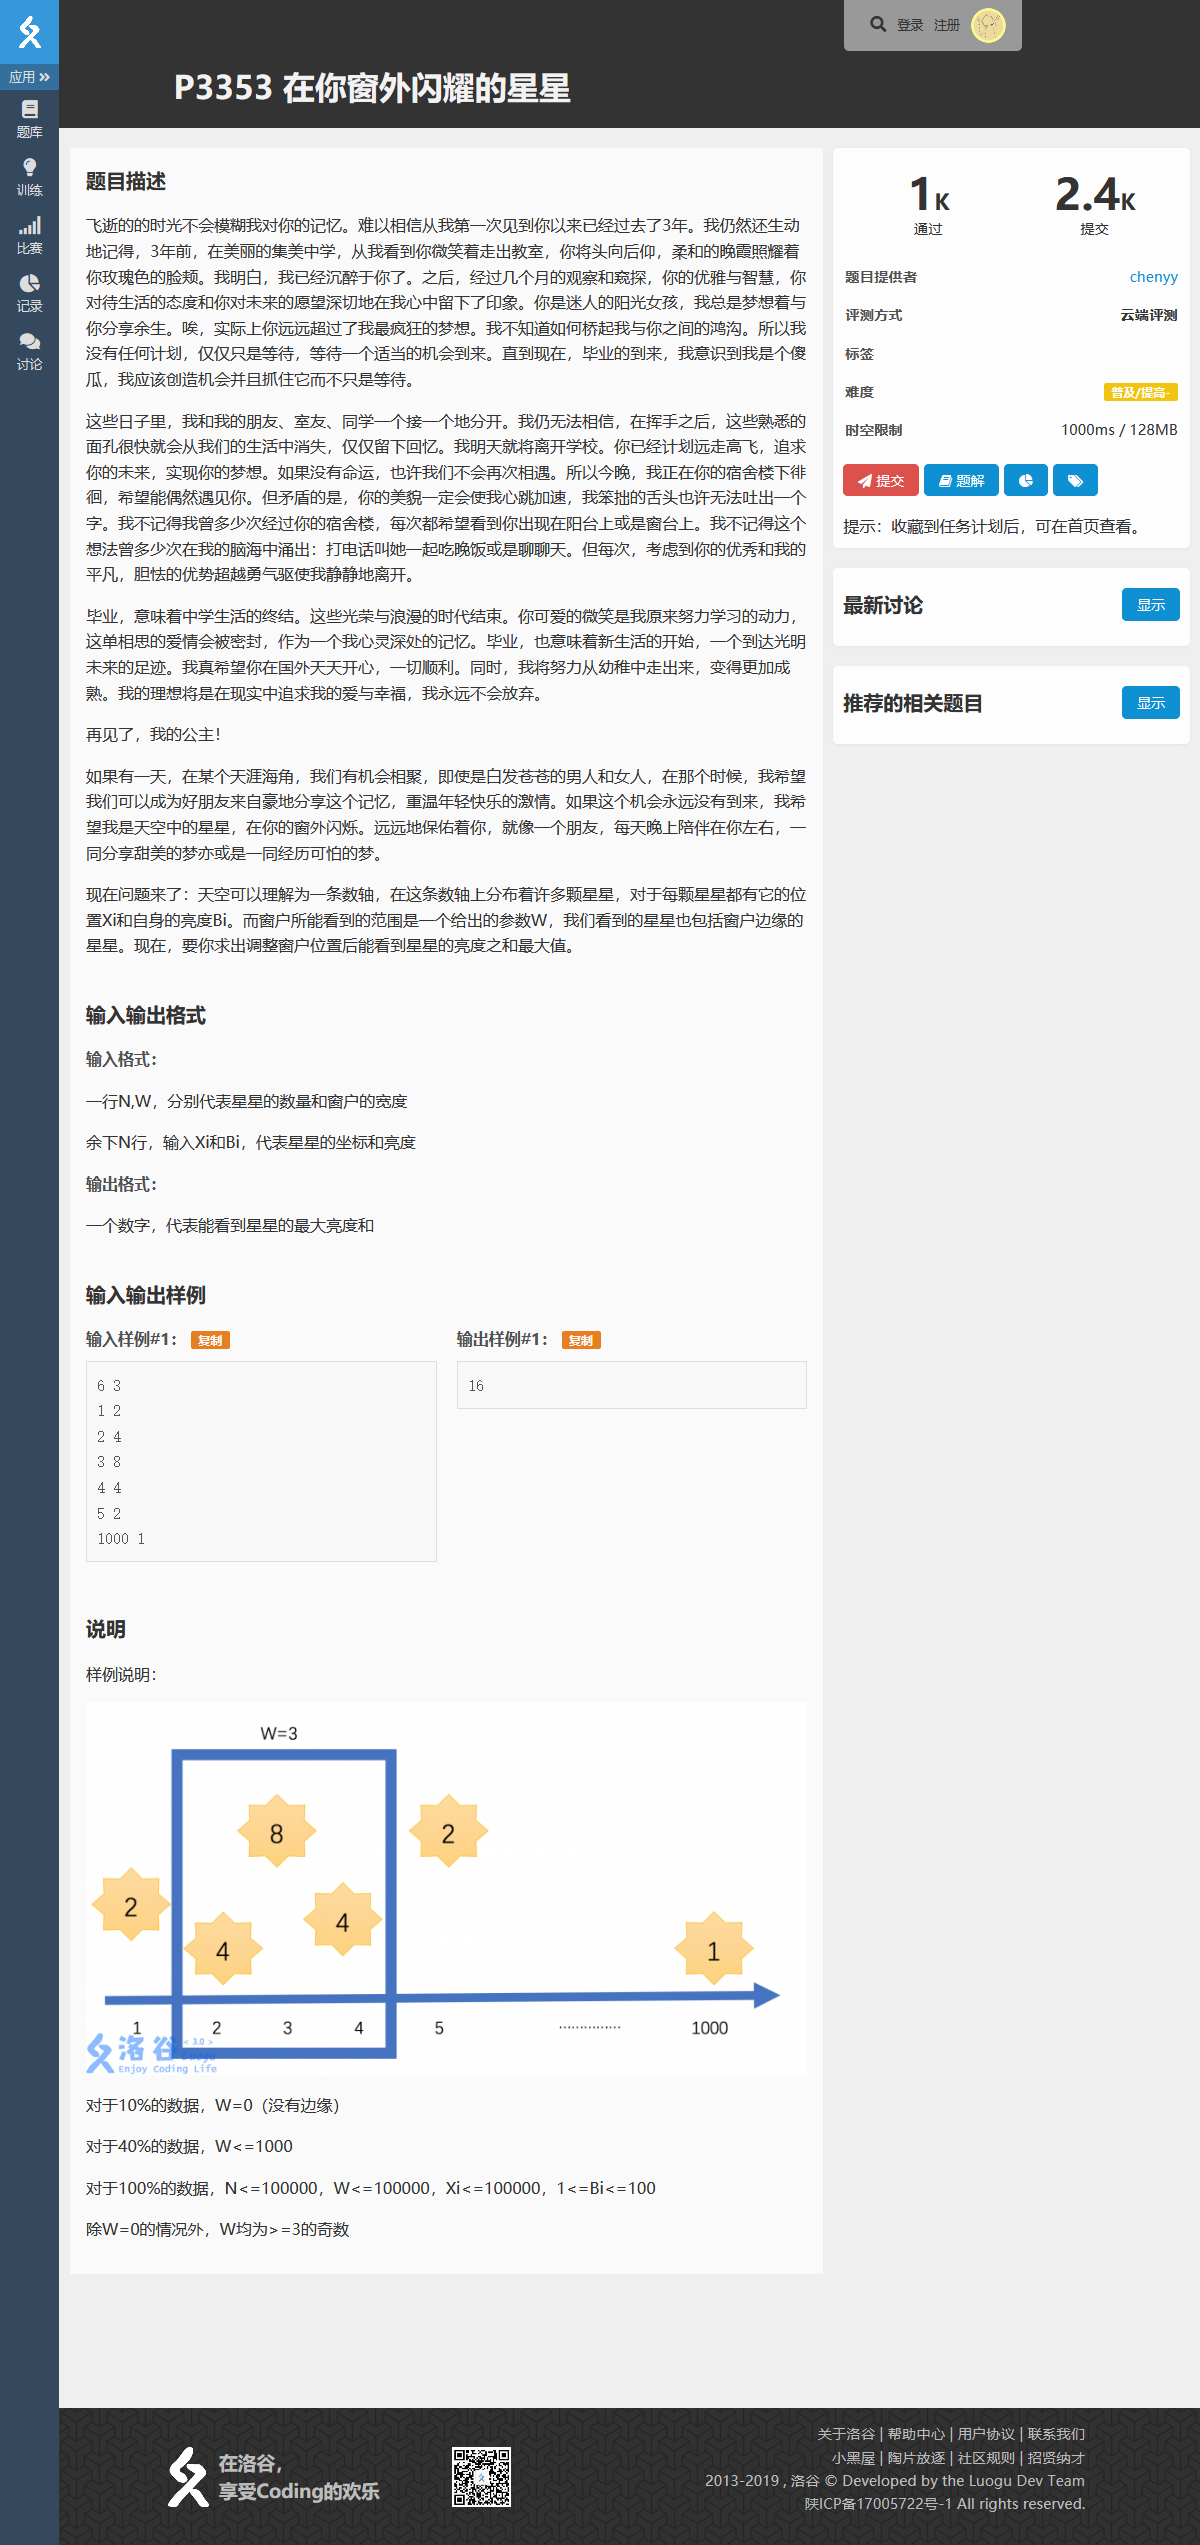 登录 注册
应用
题库
训练
比赛
记录
讨论
P3353 在你窗外闪耀的星星
题目描述
飞逝的的时光不会模糊我对你的记忆。难以相信从我第一次见到你以来已经过去了3年。我仍然还生动
地记得，3年前，在美丽的集美中学，从我看到你微笑着走出教室，你将头向后仰，柔和的晚霞照耀着
你玫瑰色的脸颊。我明白，我已经沉醉于你了。之后，经过几个月的观察和窥探，你的优雅与智慧，你
对待生活的态度和你对未来的愿望深切地在我心中留下了印象。你是迷人的阳光女孩，我总是梦想着与
你分享余生。唉，实际上你远远超过了我最疯狂的梦想。我不知道如何桥起我与你之间的鸿沟。所以我
没有任何计划，仅仅只是等待，等待一个适当的机会到来。直到现在，毕业的到来，我意识到我是个傻
瓜，我应该创造机会并且抓住它而不只是等待。
这些日子里，我和我的朋友、室友、同学一个接一个地分开。我仍无法相信，在挥手之后，这些熟悉的
面孔很快就会从我们的生活中消失，仅仅留下回忆。我明天就将离开学校。你已经计划远走高飞，追求
你的未来，实现你的梦想。如果没有命运，也许我们不会再次相遇。所以今晚，我正在你的宿舍楼下徘
徊，希望能偶然遇见你。但矛盾的是，你的美貌一定会使我心跳加速，我笨拙的舌头也许无法吐出一个
字。我不记得我曾多少次经过你的宿舍楼，每次都希望看到你出现在阳台上或是窗台上。我不记得这个
想法曾多少次在我的脑海中涌出：打电话叫她一起吃晚饭或是聊聊天。但每次，考虑到你的优秀和我的
平凡，胆怯的优势超越勇气驱使我静静地离开。
毕业，意味着中学生活的终结。这些光荣与浪漫的时代结束。你可爱的微笑是我原来努力学习的动力，
这单相思的爱情会被密封，作为一个我心灵深处的记忆。毕业，也意味着新生活的开始，一个到达光明
未来的足迹。我真希望你在国外天天开心，一切顺利。同时，我将努力从幼稚中走出来，变得更加成
熟。我的理想将是在现实中追求我的爱与幸福，我永远不会放弃。
再见了，我的公主！
如果有一天，在某个天涯海角，我们有机会相聚，即使是白发苍苍的男人和女人，在那个时候，我希望
我们可以成为好朋友来自豪地分享这个记忆，重温年轻快乐的激情。如果这个机会永远没有到来，我希
望我是天空中的星星，在你的窗外闪烁。远远地保佑着你，就像一个朋友，每天晚上陪伴在你左右，一
同分享甜美的梦亦或是一同经历可怕的梦。
现在问题来了：天空可以理解为一条数轴，在这条数轴上分布着许多颗星星，对于每颗星星都有它的位
置Xi和自身的亮度Bi。而窗户所能看到的范围是一个给出的参数W，我们看到的星星也包括窗户边缘的
星星。现在，要你求出调整窗户位置后能看到星星的亮度之和最大值。
输入输出格式
输入格式：
一行N,W，分别代表星星的数量和窗户的宽度
余下N行，输入Xi和Bi，代表星星的坐标和亮度
输出格式：
一个数字，代表能看到星星的最大亮度和
输入输出样例
输入样例#1： 复制
6 3
1 2
2 4
3 8
4 4
5 2
1000 1
输出样例#1： 复制
16
说明
样例说明：
W=3
8
2
2
4
4
1
1 2 3 4 5 ............... 1000
洛谷 < 3.0 >
Luogu
Enjoy Coding Life
对于10%的数据，W=0（没有边缘）
对于40%的数据，W<=1000
对于100%的数据，N<=100000，W<=100000，Xi<=100000，1<=Bi<=100
除W=0的情况外，W均为>=3的奇数
1K
通过
2.4K
提交
题目提供者 chenyy
评测方式 云端评测
标签
难度 普及/提高-
时空限制 1000ms / 128MB
提交 题解
提示：收藏到任务计划后，可在首页查看。
最新讨论 显示
推荐的相关题目 显示
在洛谷，
享受Coding的欢乐
关于洛谷 | 帮助中心 | 用户协议 | 联系我们
小黑屋 | 陶片放逐 | 社区规则 | 招贤纳才
2013-2019 , 洛谷 © Developed by the Luogu Dev Team
陕ICP备17005722号-1 All rights reserved.